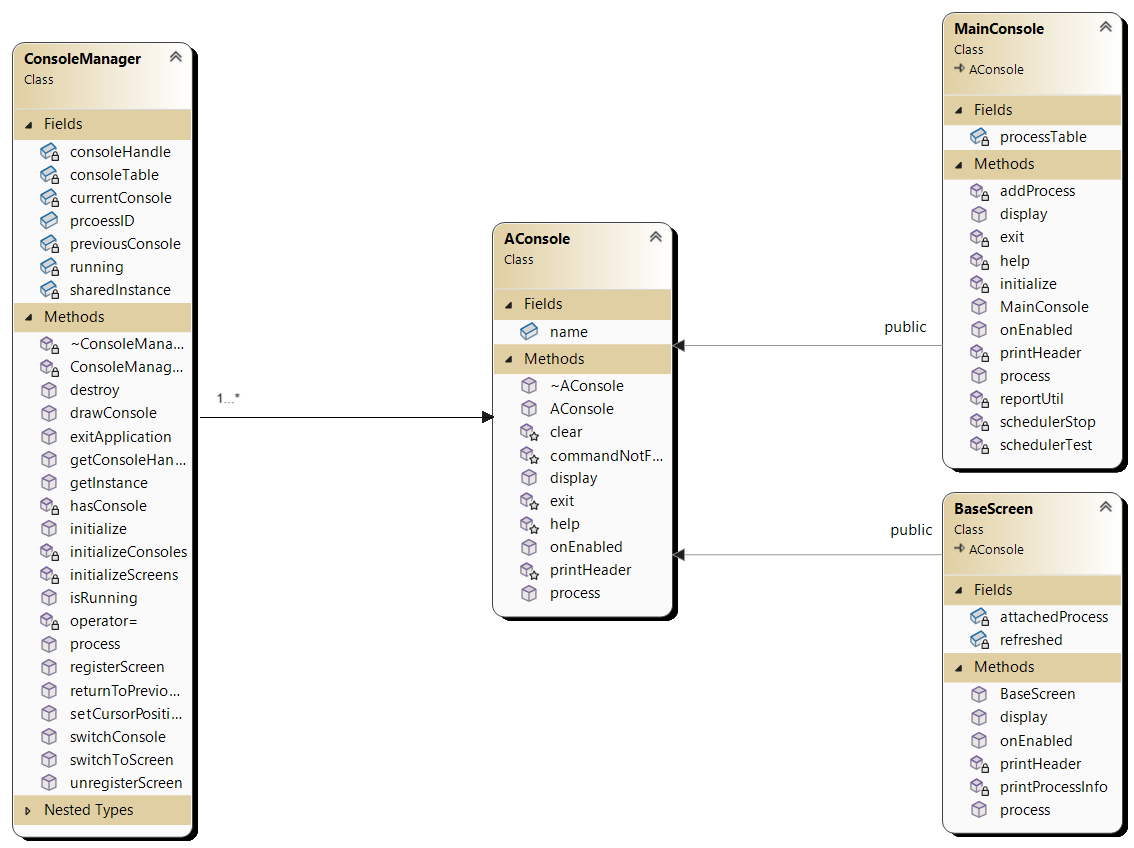 ConsoleManager
Class
Fields
consoleHandle
consoleTable
currentConsole
prcoessID
previousConsole
running
sharedInstance
Methods
~ConsoleMana...
ConsoleManag...
destroy
drawConsole
exitApplication
getConsoleHan...
getInstance
hasConsole
initialize
initializeConsoles
initializeScreens
isRunning
operator=
process
registerScreen
returnToPrevio...
setCursorPositi...
switchConsole
switchToScreen
unregisterScreen
Nested Types
1...*
AConsole
Class
Fields
name
Methods
~AConsole
AConsole
clear
commandNotF...
display
exit
help
onEnabled
printHeader
process
public
public
MainConsole
Class
AConsole
Fields
processTable
Methods
addProcess
display
exit
help
initialize
MainConsole
onEnabled
printHeader
process
reportUtil
schedulerStop
schedulerTest
BaseScreen
Class
AConsole
Fields
attachedProcess
refreshed
Methods
BaseScreen
display
onEnabled
printHeader
printProcessInfo
process